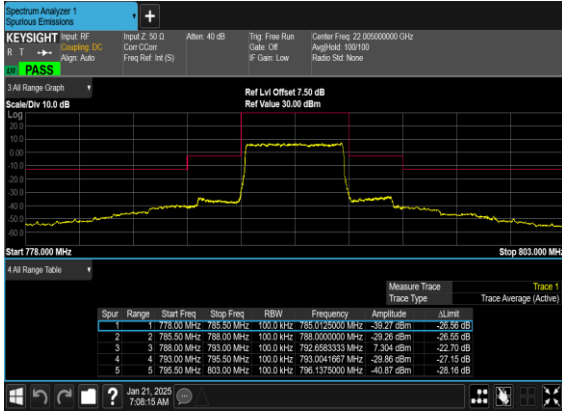 Spectrum Analyzer 1
Spurious Emissions
KEYSIGHT Input: RF Input Z: 50 Ω Atten: 40 dB Trig: Free Run Center Freq: 22.005000000 GHz
R T Coupling: DC Corr CCorr Gate: Off Avg|Hold: 100/100
Align: Auto Freq Ref: Int (S) IF Gain: Low Radio Std: None
PASS
3 All Range Graph
Ref Lvl Offset 7.50 dB
Scale/Div 10.0 dB Ref Value 30.00 dBm
Log
20.0
10.0
0.00
-10.0
-20.0
-30.0
-40.0
-50.0
-60.0
Start 778.000 MHz Stop 803.000 MHz
4 All Range Table
Measure Trace Trace 1
Trace Type Trace Average (Active)
Spur Range Start Freq Stop Freq RBW Frequency Amplitude ΔLimit
1 1 778.00 MHz 785.50 MHz 100.0 kHz 785.0125000 MHz -39.27 dBm -26.56 dB
2 2 785.50 MHz 788.00 MHz 100.0 kHz 788.0000000 MHz -29.26 dBm -26.55 dB
3 3 788.00 MHz 793.00 MHz 100.0 kHz 792.6583333 MHz 7.304 dBm -22.70 dB
4 4 793.00 MHz 795.50 MHz 100.0 kHz 793.0041667 MHz -29.86 dBm -27.15 dB
5 5 795.50 MHz 803.00 MHz 100.0 kHz 796.1375000 MHz -40.87 dBm -28.16 dB
Jan 21, 2025
7:08:15 AM